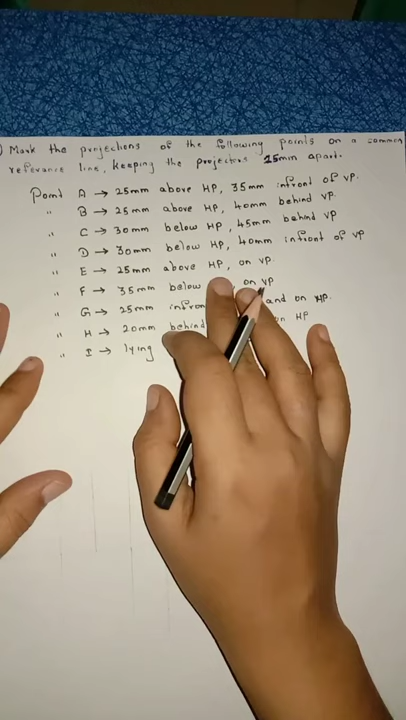 ) Mark the projections of the following points on a common
reference line, keeping the projectors 25mm apart.
Point A → 25mm above HP, 35mm infront of VP.
" B → 25mm above HP, 40mm behind VP.
" C → 30mm below HP, 45mm behind VP
" D → 30mm below HP, 40mm infront of VP
" E → 25mm above HP, on VP.
" F → 35mm below on VP
" G → 25mm and on HP.
" H → 20mm behind on HP
" I → lying